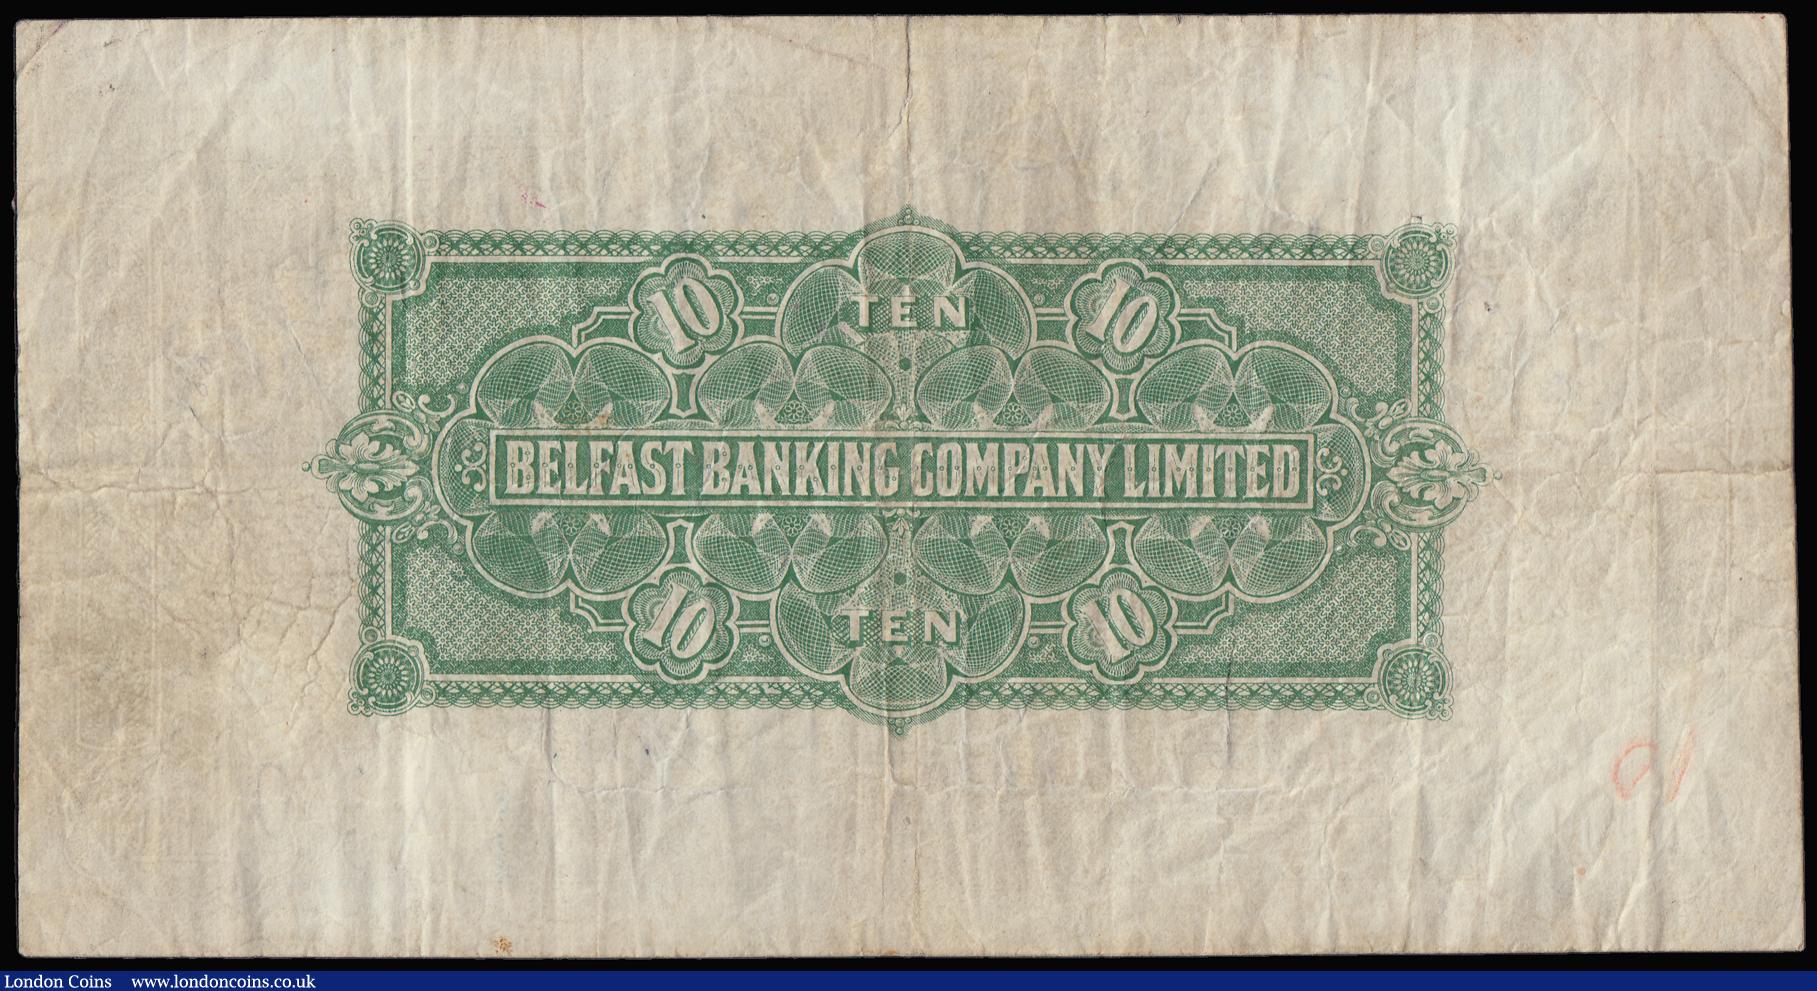 10 TEN 10
BELFAST BANKING COMPANY LIMITED
10 TEN 10
London Coins www.londoncoins.co.uk